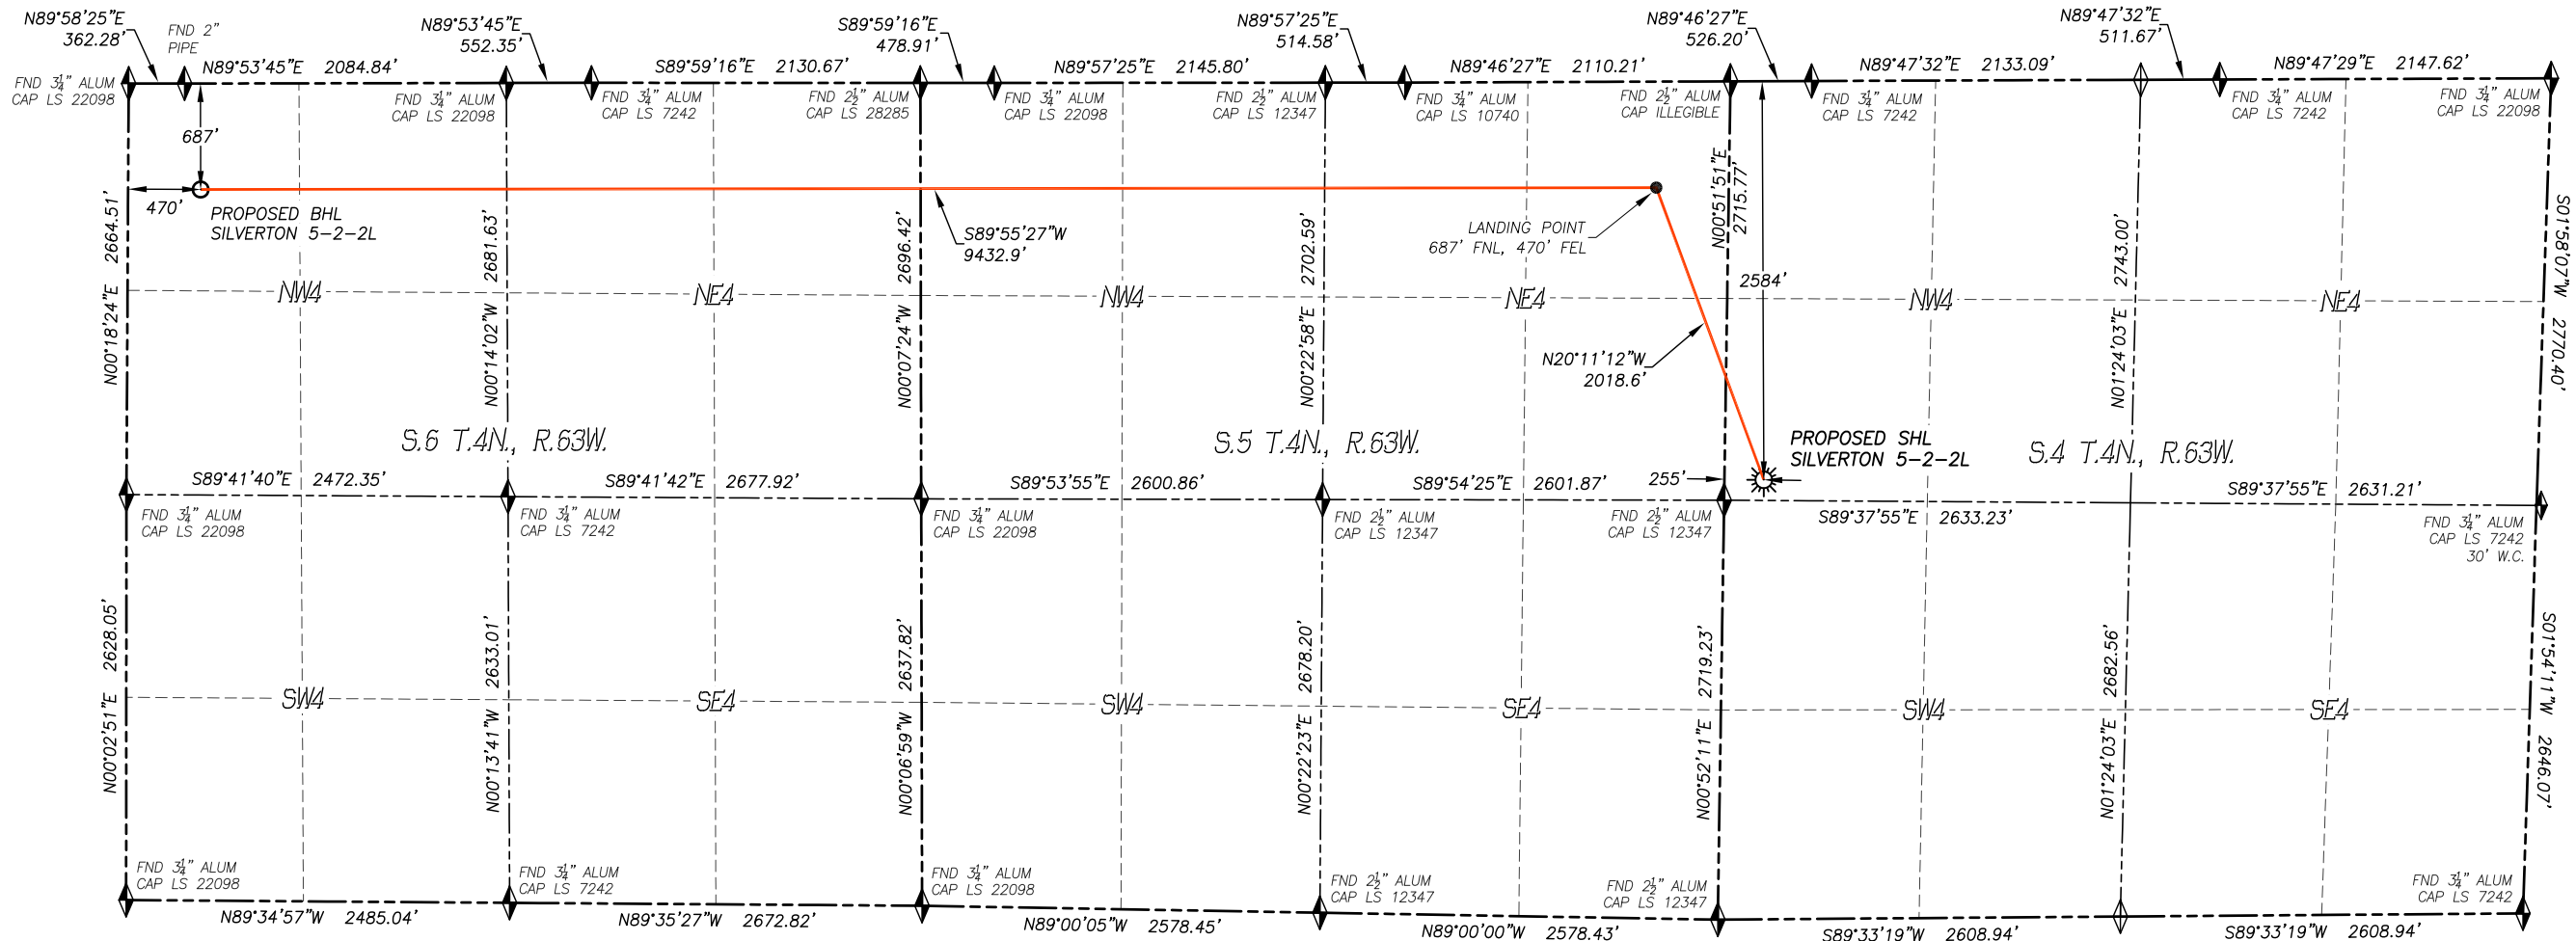 N89°58'25"E
362.28'
FND 2"
PIPE
N89°53'45"E
552.35'
S89°59'16"E
478.91'
N89°57'25"E
514.58'
N89°46'27"E
526.20'
N89°47'32"E
511.67'
N89°53'45"E 2084.84'
S89°59'16"E 2130.67'
N89°57'25"E 2145.80'
N89°46'27"E 2110.21'
N89°47'32"E 2133.09'
N89°47'29"E 2147.62'
FND 3¼" ALUM
CAP LS 22098
FND 3¼" ALUM
CAP LS 22098
FND 3¼" ALUM
CAP LS 7242
FND 2½" ALUM
CAP LS 28285
FND 3¼" ALUM
CAP LS 22098
FND 2½" ALUM
CAP LS 12347
FND 3¼" ALUM
CAP LS 10740
FND 2½" ALUM
CAP ILLEGIBLE
FND 3¼" ALUM
CAP LS 7242
FND 3¼" ALUM
CAP LS 7242
FND 3¼" ALUM
CAP LS 22098
687'
470'
PROPOSED BHL
SILVERTON 5-2-2L
S89°55'27"W
9432.9'
LANDING POINT
687' FNL, 470' FEL
2584'
N20°11'12"W
2018.6'
N00°18'24"E 2664.51'
N00°14'02"W 2681.63'
N00°07'24"W 2696.42'
N00°22'58"E 2702.59'
N00°51'51"E
2715.77'
N01°24'03"E 2743.00'
S01°58'07"W 2770.40'
NW4
NE4
NW4
NE4
NW4
NE4
S.6 T.4N., R.63W.
S.5 T.4N., R.63W.
S.4 T.4N., R.63W.
PROPOSED SHL
SILVERTON 5-2-2L
255'
S89°41'40"E 2472.35'
S89°41'42"E 2677.92'
S89°53'55"E 2600.86'
S89°54'25"E 2601.87'
S89°37'55"E 2633.23'
S89°37'55"E 2631.21'
FND 3¼" ALUM
CAP LS 22098
FND 3¼" ALUM
CAP LS 7242
FND 3¼" ALUM
CAP LS 22098
FND 2½" ALUM
CAP LS 12347
FND 2½" ALUM
CAP LS 12347
FND 3¼" ALUM
CAP LS 7242
30' W.C.
N00°02'51"E 2628.05'
N00°13'41"W 2633.01'
N00°06'59"W 2637.82'
N00°22'23"E 2678.20'
N00°52'11"E 2719.23'
N01°24'03"E 2682.56'
S01°54'11"W 2646.07'
SW4
SE4
SW4
SE4
SW4
SE4
FND 3¼" ALUM
CAP LS 22098
FND 3¼" ALUM
CAP LS 7242
FND 3¼" ALUM
CAP LS 22098
FND 2½" ALUM
CAP LS 12347
FND 2½" ALUM
CAP LS 12347
FND 3¼" ALUM
CAP LS 7242
N89°34'57"W 2485.04'
N89°35'27"W 2672.82'
N89°00'05"W 2578.45'
N89°00'00"W 2578.43'
S89°33'19"W 2608.94'
S89°33'19"W 2608.94'